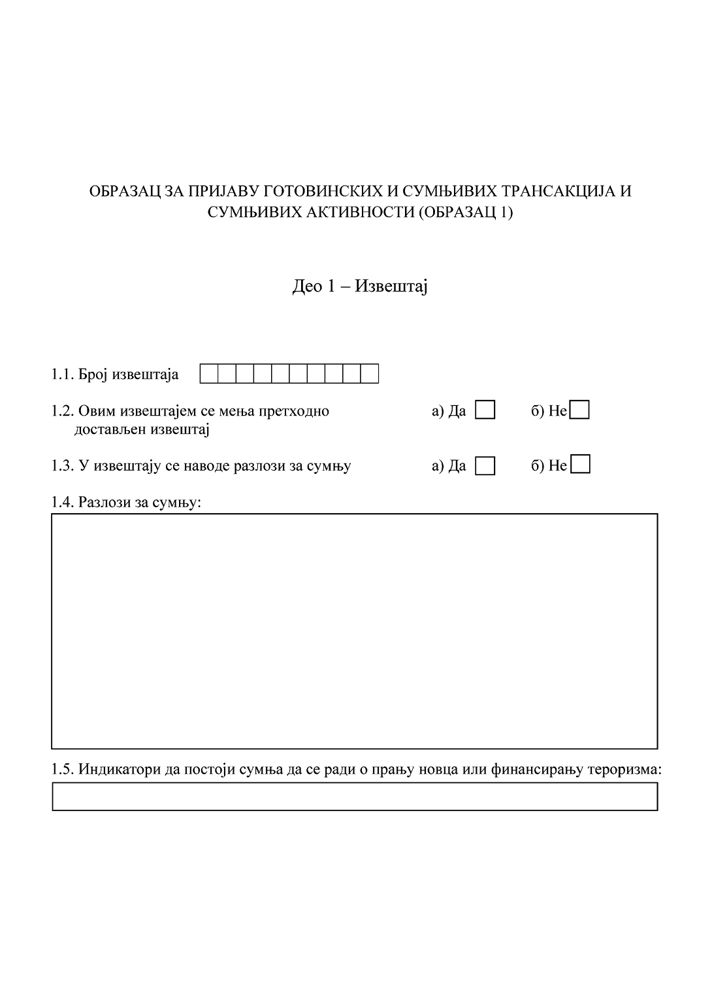 ОБРАЗАЦ ЗА ПРИЈАВУ ГОТОВИНСКИХ И СУМЊИВИХ ТРАНСАКЦИЈА И
СУМЊИВИХ АКТИВНОСТИ (ОБРАЗАЦ 1)
Део 1 – Извештај
1.1. Број извештаја
1.2. Овим извештајем се мења претходно а) Да б) Не
достављен извештај
1.3. У извештају се наводе разлози за сумњу а) Да б) Не
1.4. Разлози за сумњу:
1.5. Индикатори да постоји сумња да се ради о прању новца или финансирању тероризма: